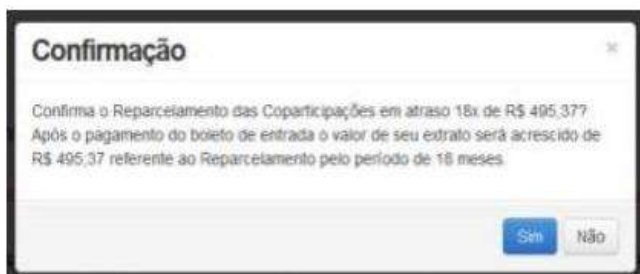 Confirmação
×
Confirma o Reparcelamento das Coparticipações em atraso 18x de R$ 495,37?
Após o pagamento do boleto de entrada o valor de seu extrato será acrescido de
R$ 495,37 referente ao Reparcelamento pelo período de 18 meses.
Sim Não